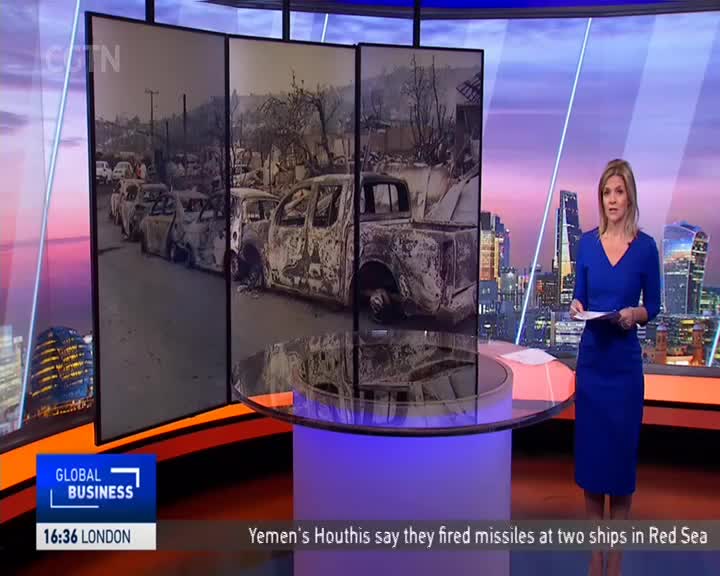 CGTN
GLOBAL
BUSINESS
16:36 LONDON
Yemen's Houthis say they fired missiles at two ships in Red Sea